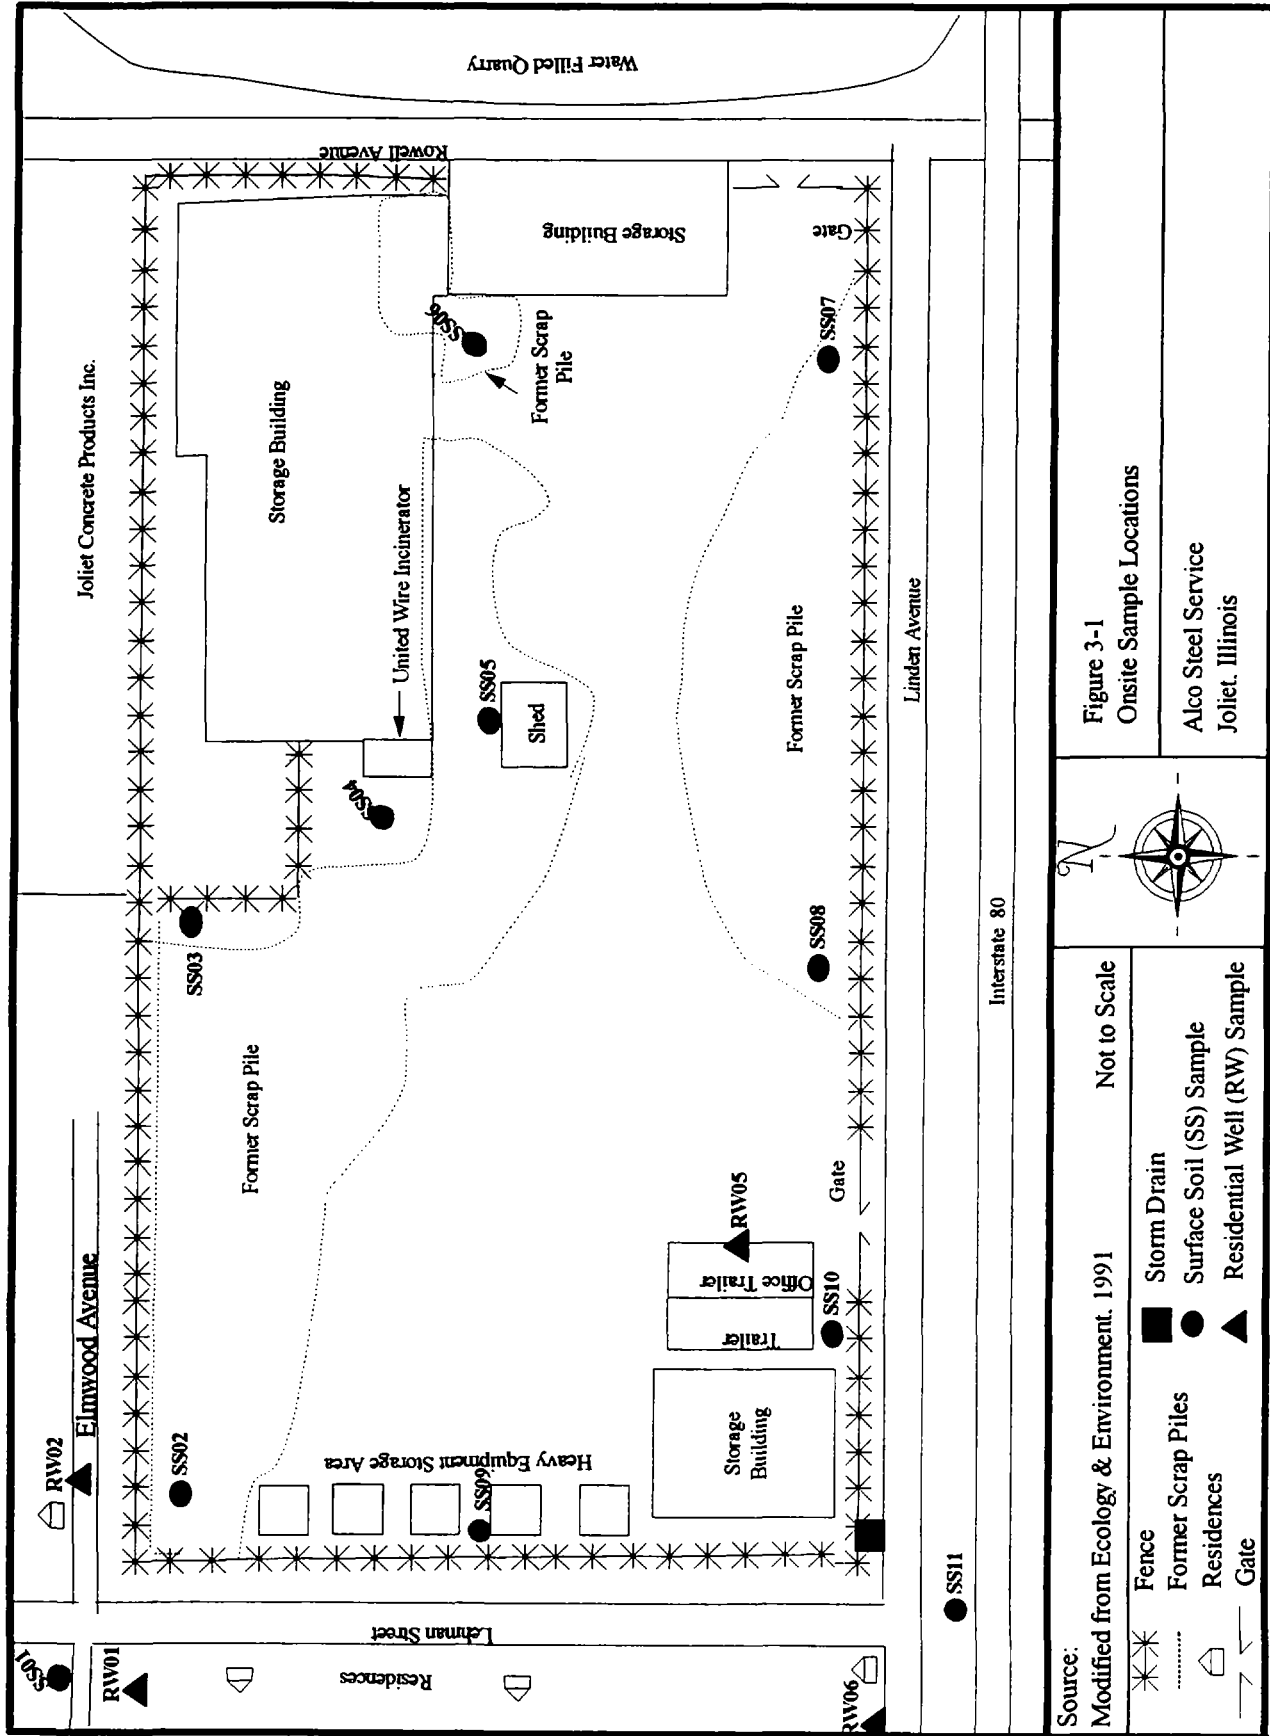 Joliet Concrete Products Inc.
Water Filled Quarry
Rowell Avenue
Elmwood Avenue
RW02
SS01
RW01
SS02
SS03
Former Scrap Pile
Storage Building
United Wire Incinerator
SS04
SS05
Shed
SS06
Former Scrap
Pile
Storage Building
Gate
SS07
Former Scrap Pile
SS08
Gate
RW05
Office Trailer
Trailer
SS10
Storage
Building
Heavy Equipment Storage Area
SS09
Lehman Street
Residences
RW06
SS11
Linden Avenue
Interstate 80
Source:
Modified from Ecology & Environment. 1991
Not to Scale
Fence
Former Scrap Piles
Residences
Gate
Storm Drain
Surface Soil (SS) Sample
Residential Well (RW) Sample
N
Figure 3-1
Onsite Sample Locations
Alco Steel Service
Joliet. Illinois